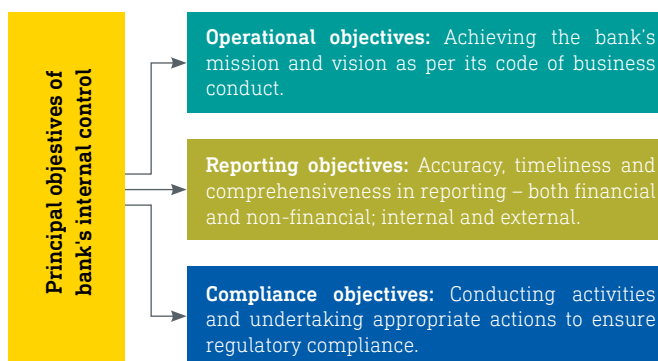 Principal objestives of
bank's internal control
Operational objectives: Achieving the bank's
mission and vision as per its code of business
conduct.
Reporting objectives: Accuracy, timeliness and
comprehensiveness in reporting – both financial
and non-financial; internal and external.
Compliance objectives: Conducting activities
and undertaking appropriate actions to ensure
regulatory compliance.